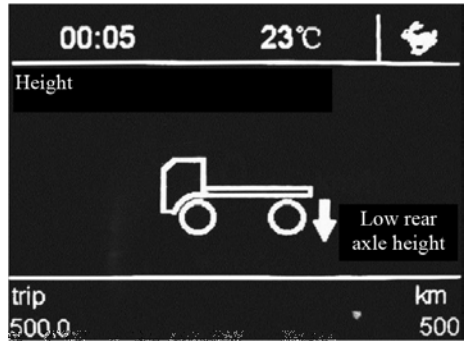 00:05 23℃
Height
Low rear
axle height
trip km
500.0 500